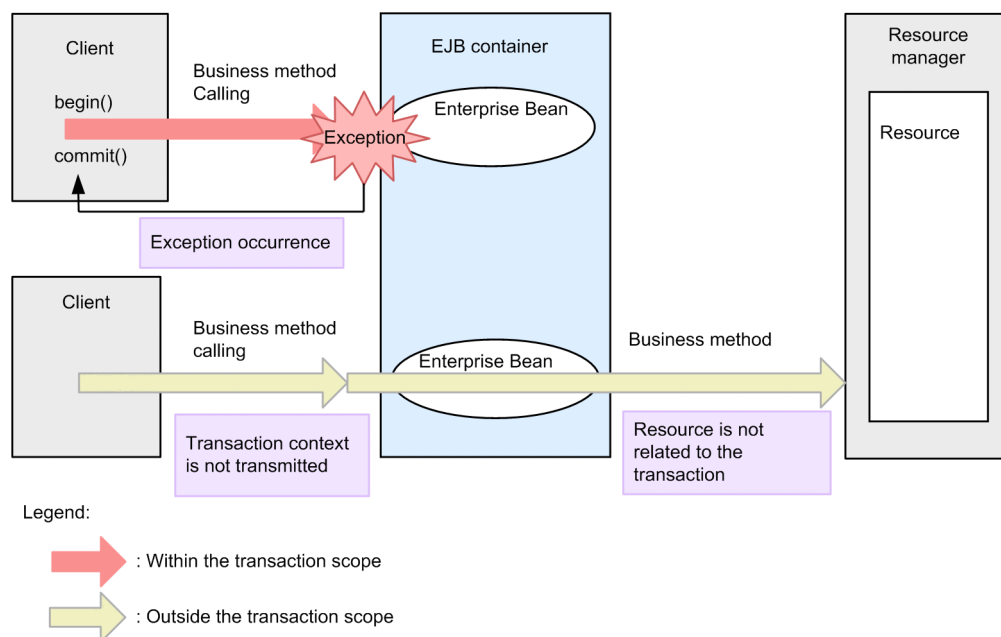 Client
EJB container
Resource
manager
Business method
Calling
begin()
Enterprise Bean
Resource
Exception
commit()
Exception occurrence
Client
Business method
calling
Enterprise Bean
Business method
Transaction context
is not transmitted
Resource is not
related to the
transaction
Legend:
: Within the transaction scope
: Outside the transaction scope